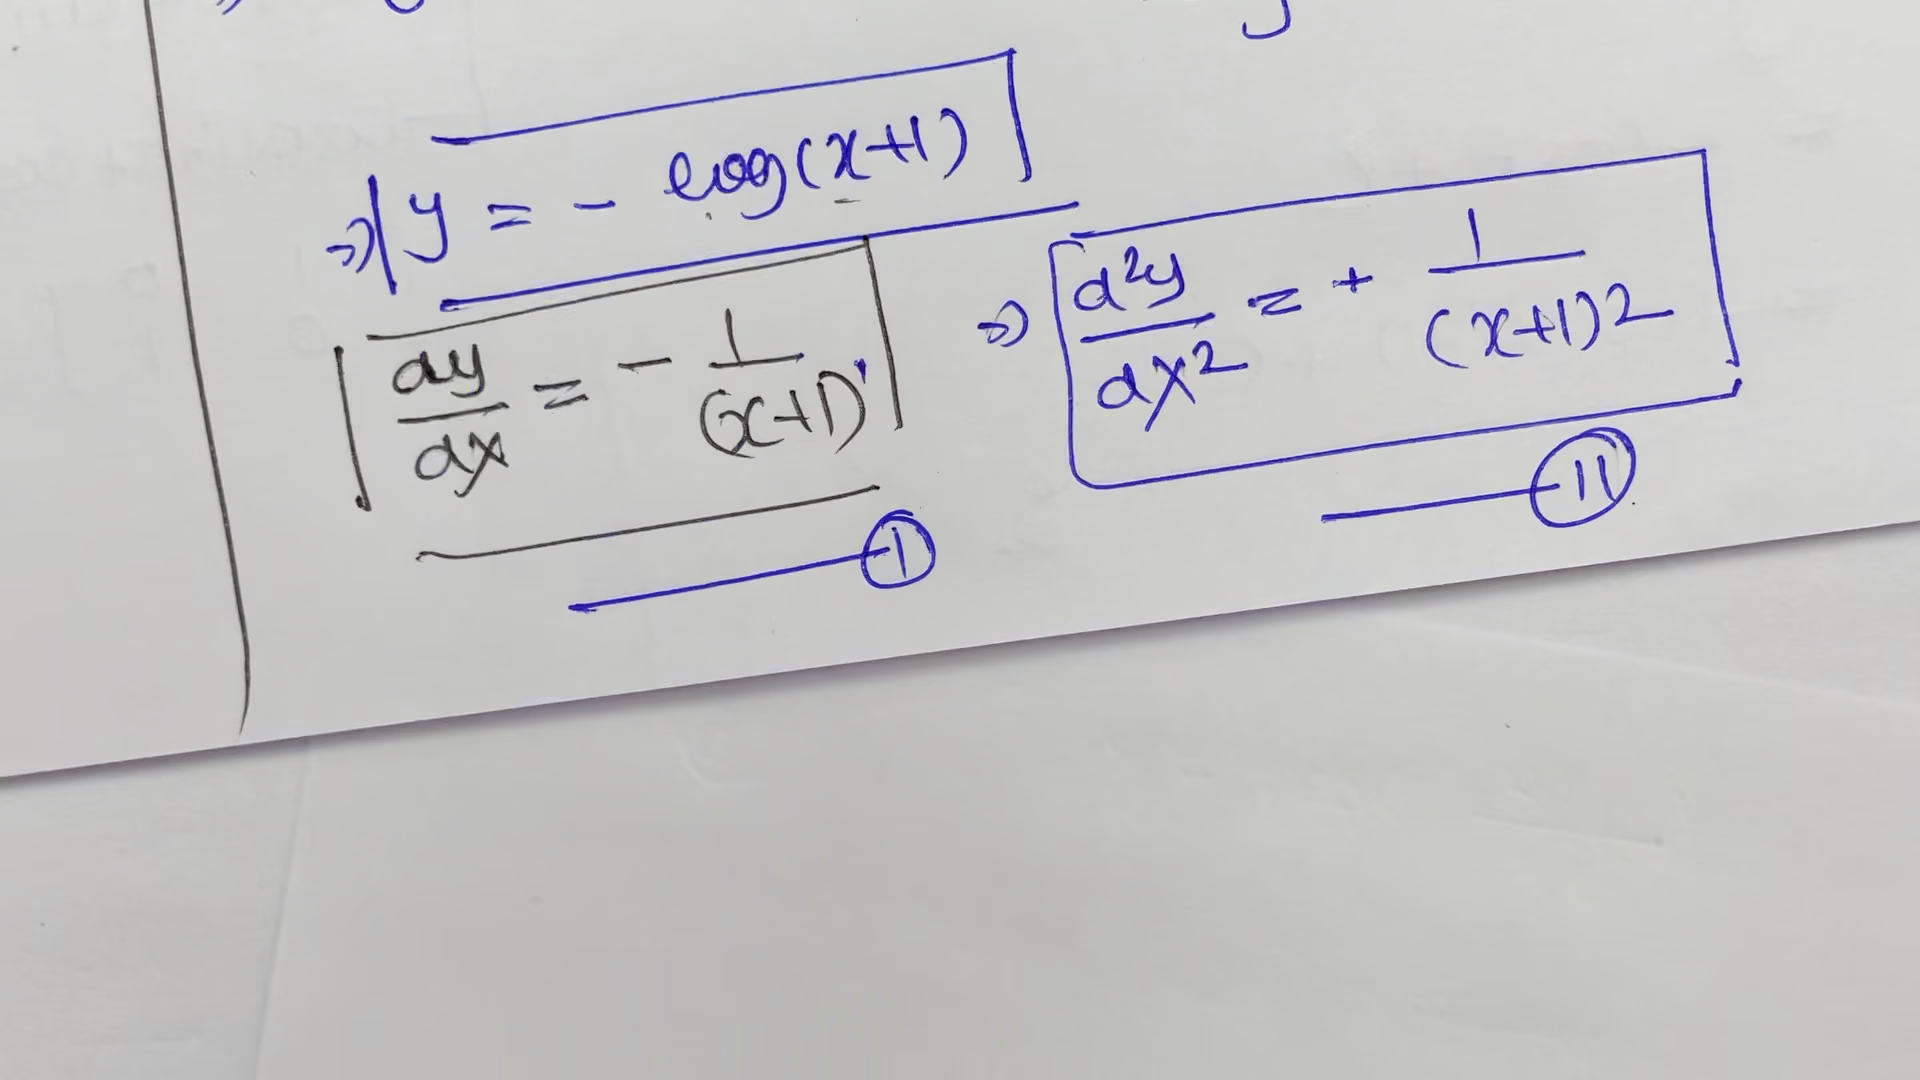 ⇒ y = - log(x+1)
dy/dx = - 1/(x+1) ——— I
⇒ d²y/dx² = + 1/(x+1)2 ——— II